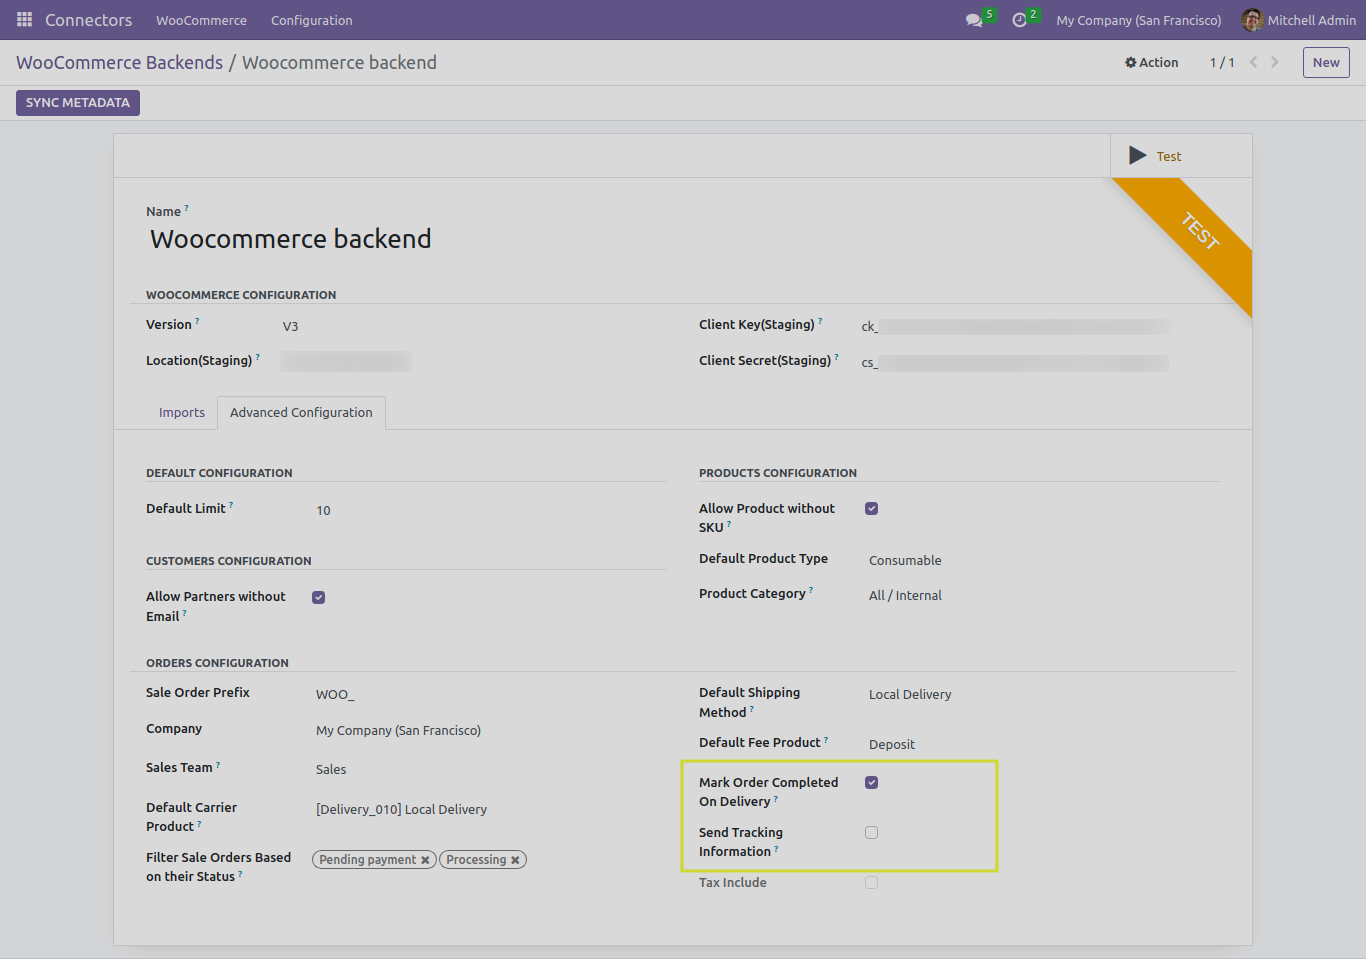 Connectors WooCommerce Configuration 5 2 My Company (San Francisco) Mitchell Admin
WooCommerce Backends / Woocommerce backend Action 1 / 1 New
SYNC METADATA
Test
TEST
Name ?
Woocommerce backend
WOOCOMMERCE CONFIGURATION
Version ? V3
Client Key(Staging) ? ck_
Location(Staging) ?
Client Secret(Staging) ? cs_
Imports Advanced Configuration
DEFAULT CONFIGURATION
Default Limit ? 10
CUSTOMERS CONFIGURATION
Allow Partners without
Email ?
PRODUCTS CONFIGURATION
Allow Product without
SKU ?
Default Product Type Consumable
Product Category ? All / Internal
ORDERS CONFIGURATION
Sale Order Prefix WOO_
Company My Company (San Francisco)
Sales Team ? Sales
Default Carrier
Product ? [Delivery_010] Local Delivery
Filter Sale Orders Based
on their Status ? Pending payment Processing
Default Shipping
Method ? Local Delivery
Default Fee Product ? Deposit
Mark Order Completed
On Delivery ?
Send Tracking
Information ?
Tax Include